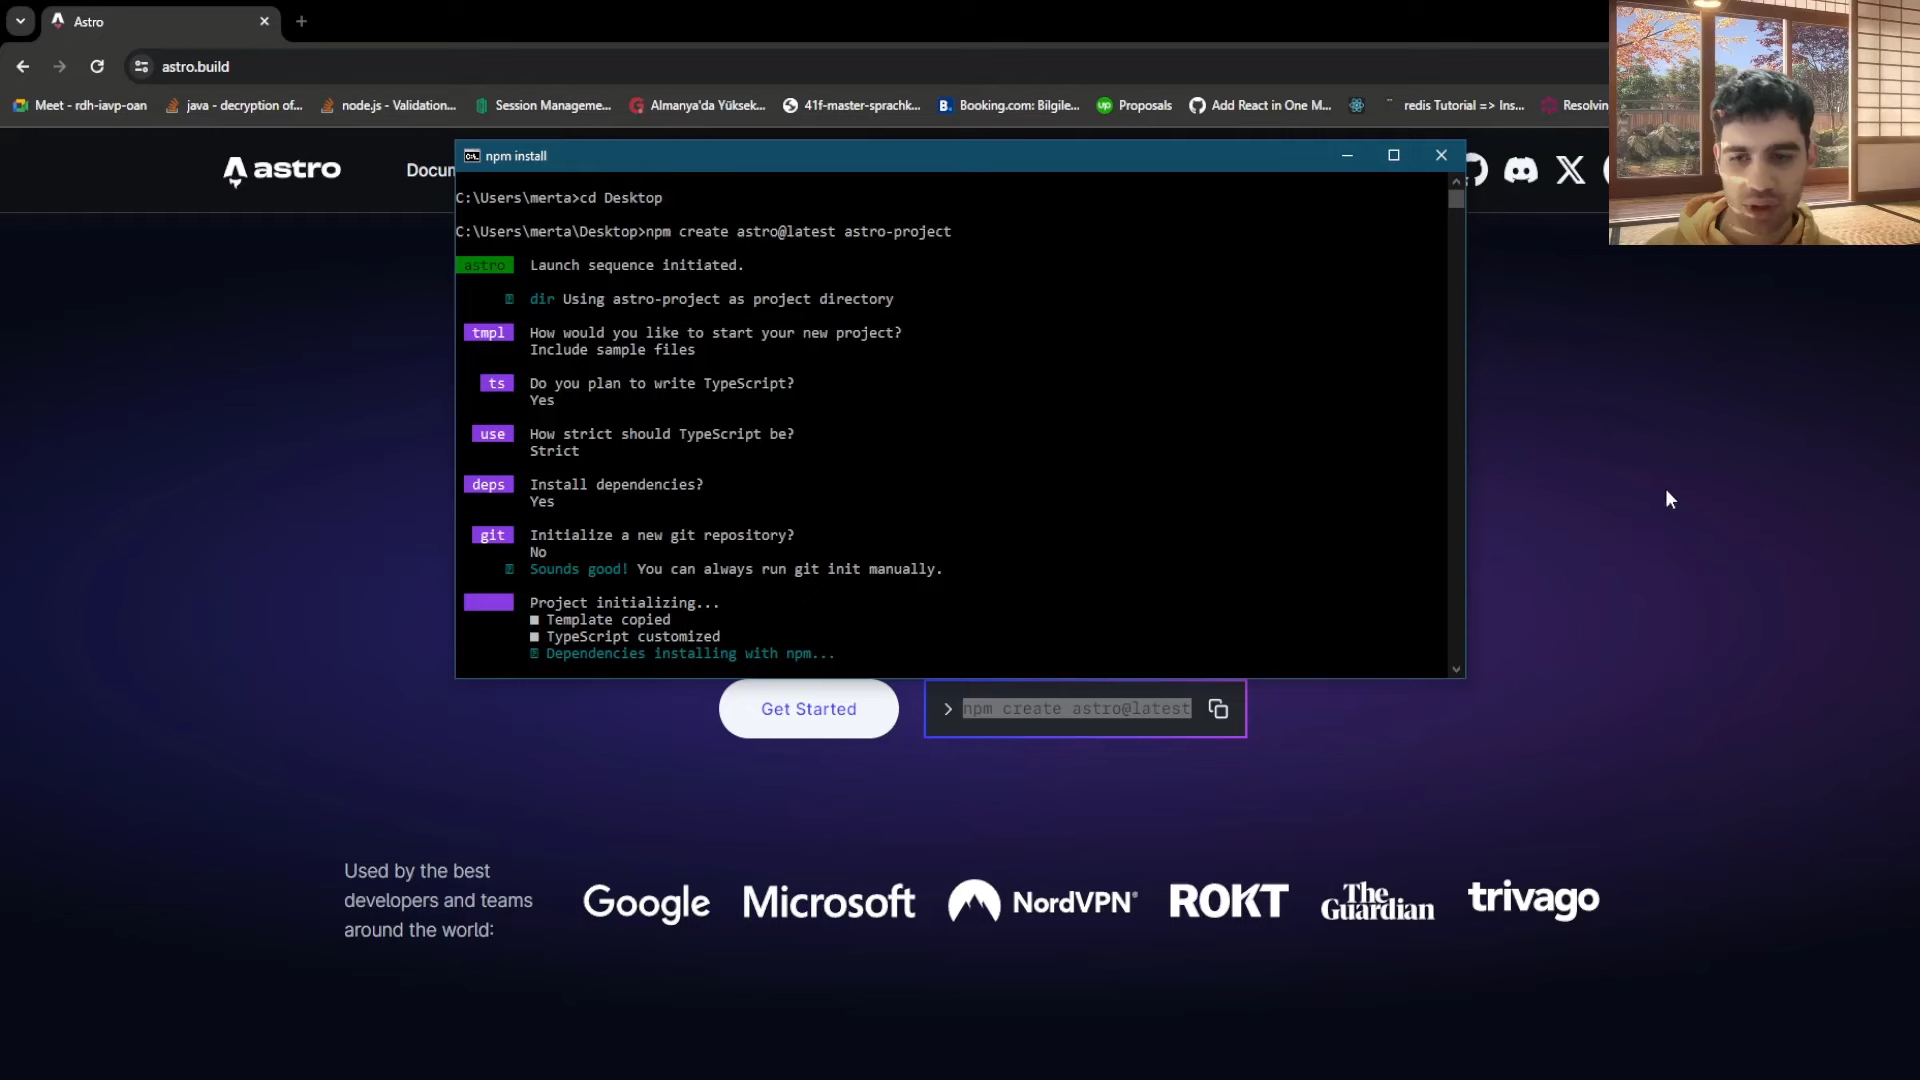 Astro
astro.build
Meet - rdh-iavp-oan
java - decryption of...
node.js - Validation...
Session Manageme...
Almanya'da Yüksek...
41f-master-sprachk...
Booking.com: Bilgile...
Proposals
Add React in One M...
redis Tutorial => Ins...
Resolving
astro
Docum
npm install
C:\Users\merta>cd Desktop
C:\Users\merta\Desktop>npm create astro@latest astro-project
astro Launch sequence initiated.
dir Using astro-project as project directory
tmpl How would you like to start your new project?
Include sample files
ts Do you plan to write TypeScript?
Yes
use How strict should TypeScript be?
Strict
deps Install dependencies?
Yes
git Initialize a new git repository?
No
Sounds good! You can always run git init manually.
Project initializing...
■ Template copied
■ TypeScript customized
Dependencies installing with npm...
Get Started
> npm create astro@latest
Used by the best
developers and teams
around the world:
Google
Microsoft
NordVPN®
ROKT
The Guardian
trivago